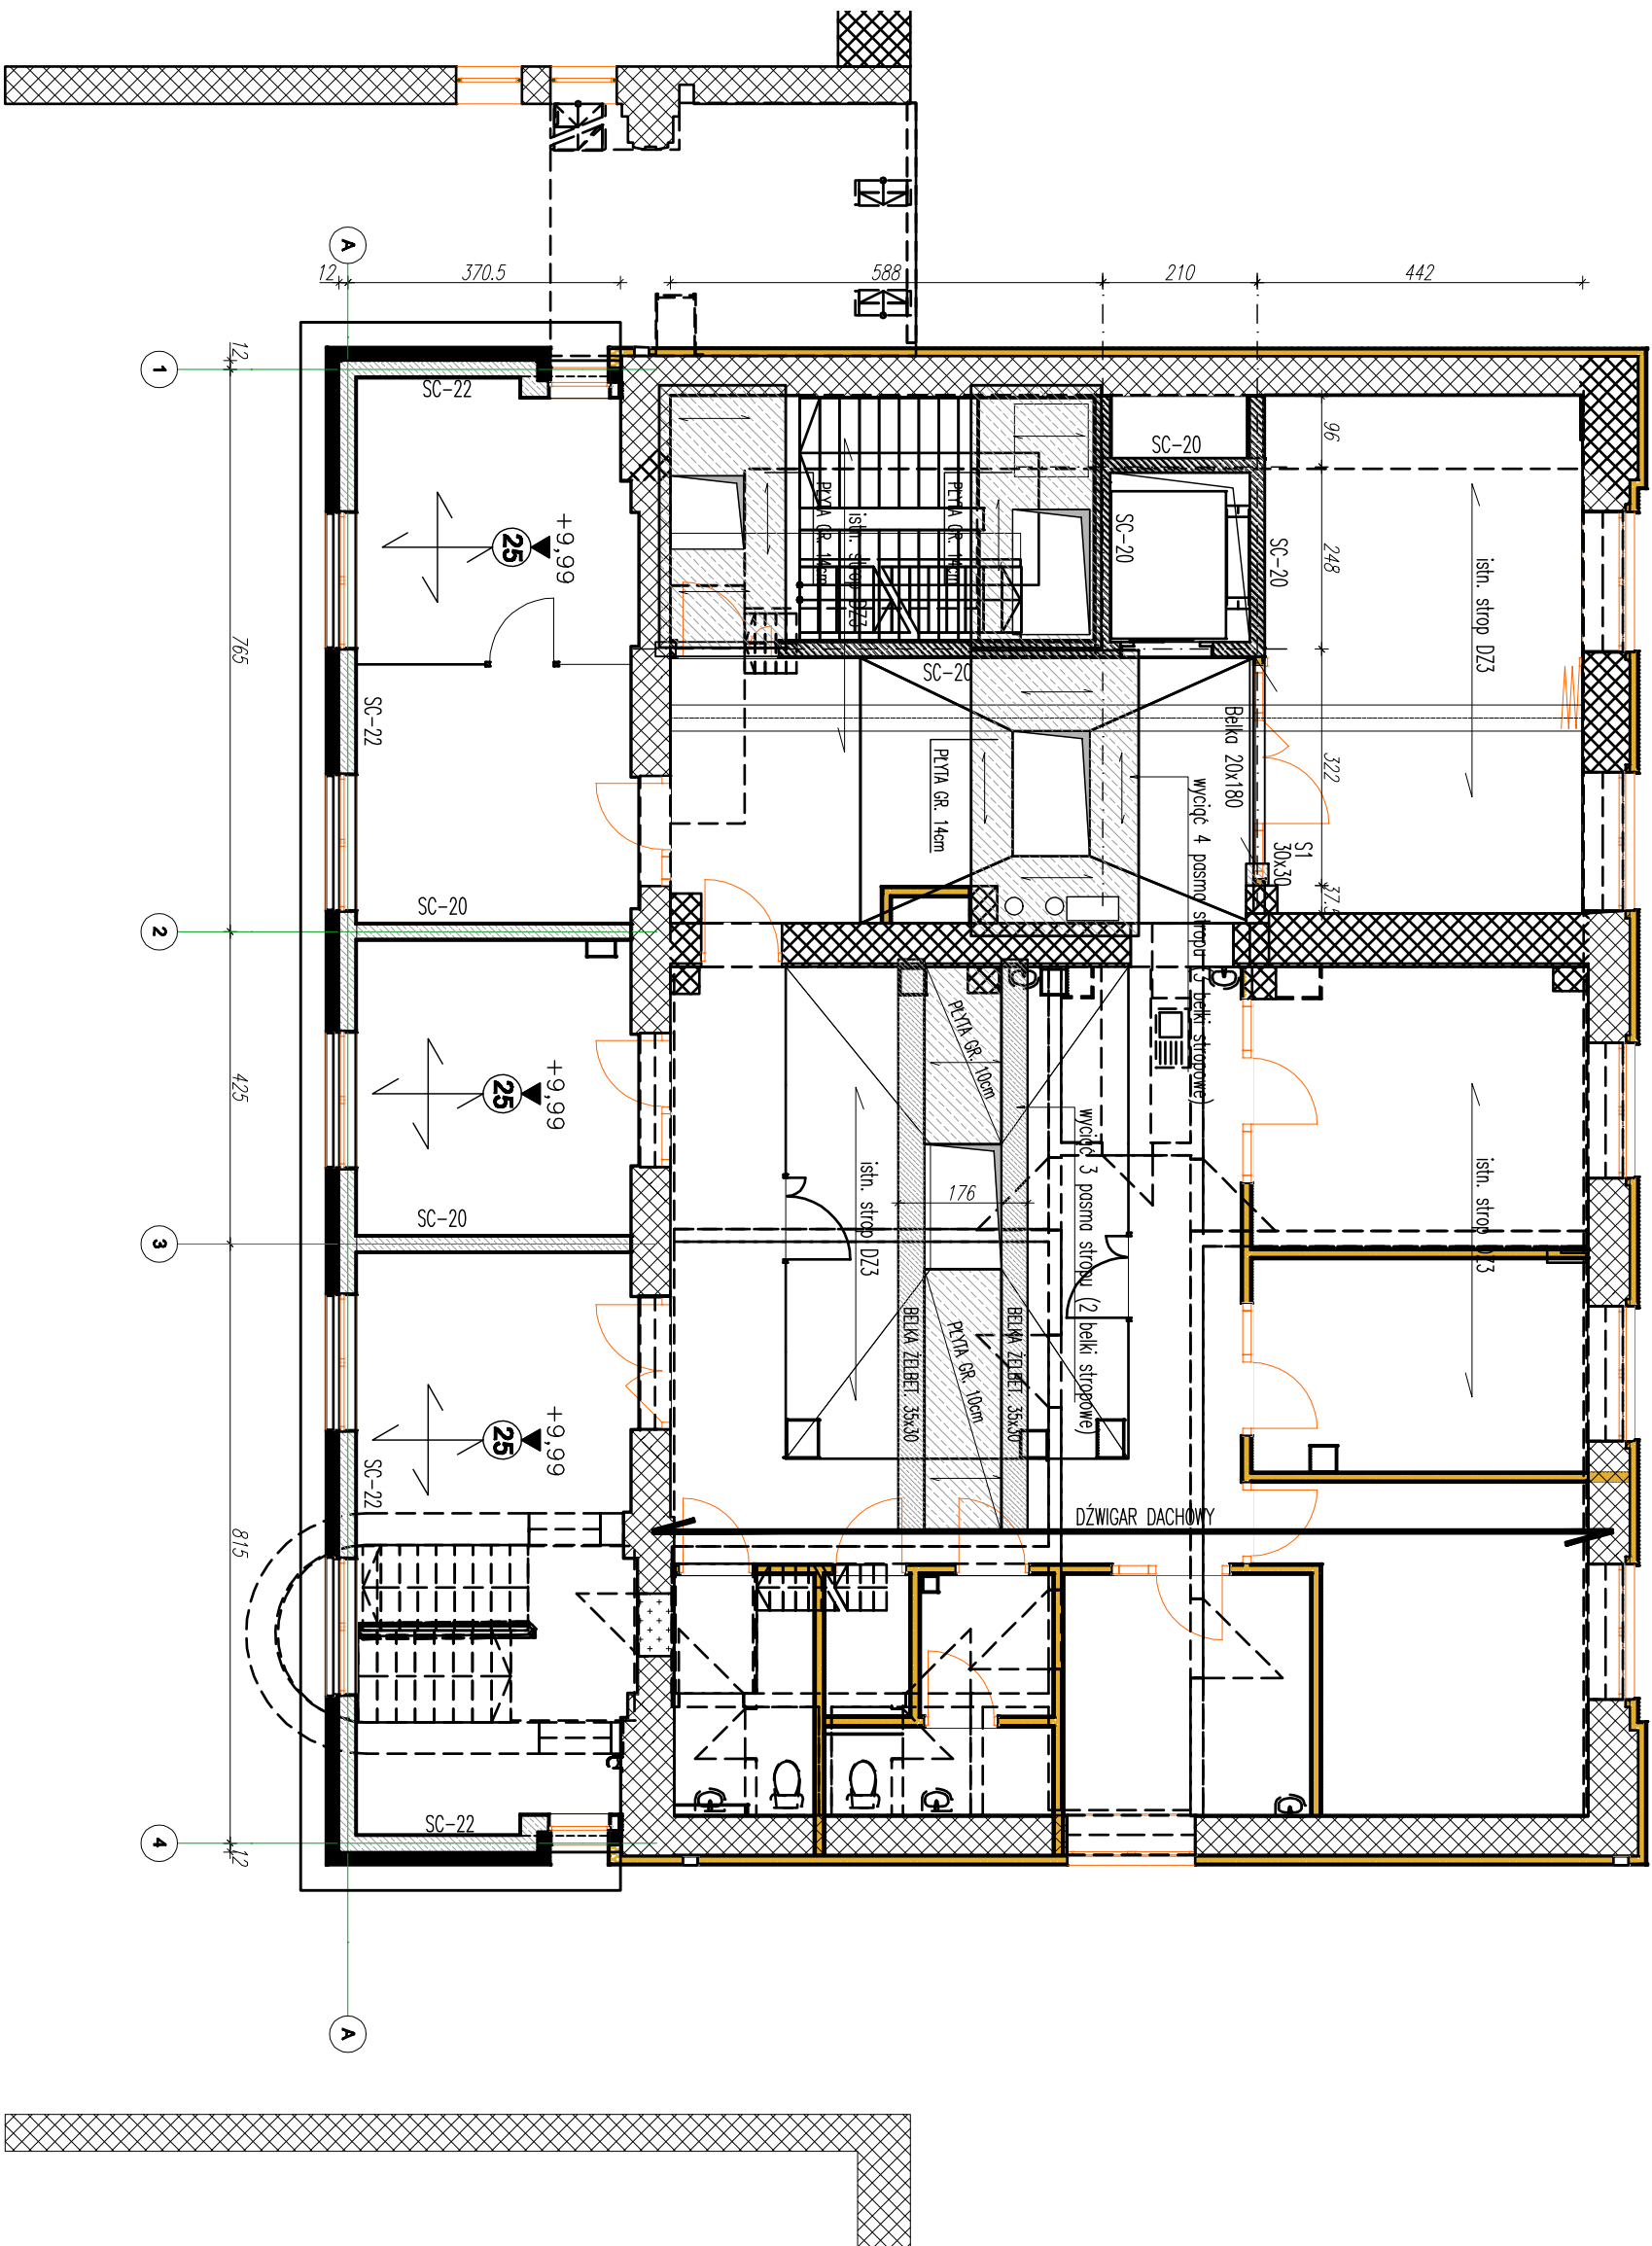 A
12
370.5
588
210
442
1
12
SC-22
SC-20
96
SC-20
SC-20
248
istn. strop DZ3
PŁYTA GR. 14cm
PŁYTA GR. 14cm
istn. strop DZ3
+9,99
25
765
SC-22
SC-20
Belka 20x180
322
PŁYTA GR. 14cm
wyciąć 4 pasma stropu (3 belki stropowe)
S1
30x30
37.5
SC-20
2
+9,99
25
425
PŁYTA GR. 10cm
176
istn. strop DZ3
wyciąć 3 pasma stropu (2 belki stropowe)
istn. strop DZ3
SC-20
3
BELKA ŻELBET. 35x30
PŁYTA GR. 10cm
BELKA ŻELBET. 35x30
+9,99
25
SC-22
815
DŹWIGAR DACHOWY
SC-22
4
12
A